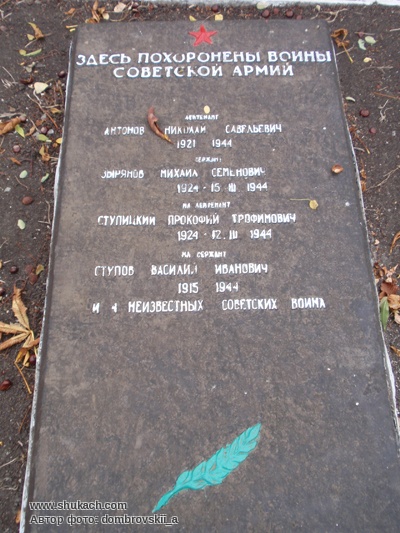 ЗДЕСЬ ПОХОРОНЕНЫ ВОИНЫ
СОВЕТСКОЙ АРМИИ
ЛЕЙТЕНАНТ
АНТОНОВ НИКОЛАЙ САВЕЛЬЕВИЧ
1921 1944
СЕРЖАНТ
ЗЫРЯНОВ МИХАИЛ СЕМЕНОВИЧ
1924 - 15 III 1944
МЛ ЛЕЙТЕНАНТ
СТУПИЦКИЙ ПРОКОФИЙ ТРОФИМОВИЧ
1924 - 12. III 1944
МЛ СЕРЖАНТ
СТУПОВ ВАСИЛИЙ ИВАНОВИЧ
1915 1944
И 4 НЕИЗВЕСТНЫХ СОВЕТСКИХ ВОИНА
www.shukach.com
Автор фото: dombrovskii_a